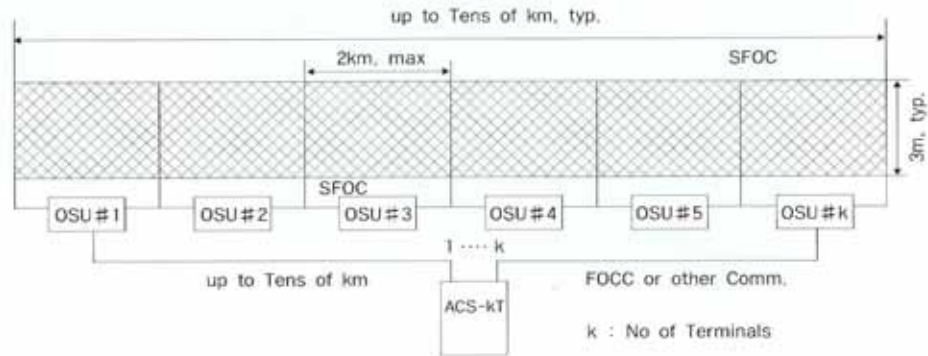 up to Tens of km, typ.
2km, max
SFOC
3m, typ.
SFOC
OSU#1
OSU#2
OSU#3
OSU#4
OSU#5
OSU#k
1 ···· k
up to Tens of km
FOCC or other Comm.
ACS-kT
k : No of Terminals